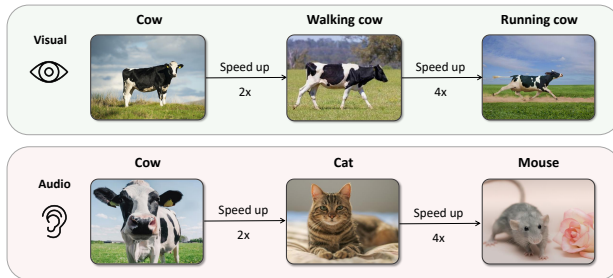 Cow
Walking cow
Running cow
Visual
Speed up
2x
Speed up
4x
Cow
Cat
Mouse
Audio
Speed up
2x
Speed up
4x